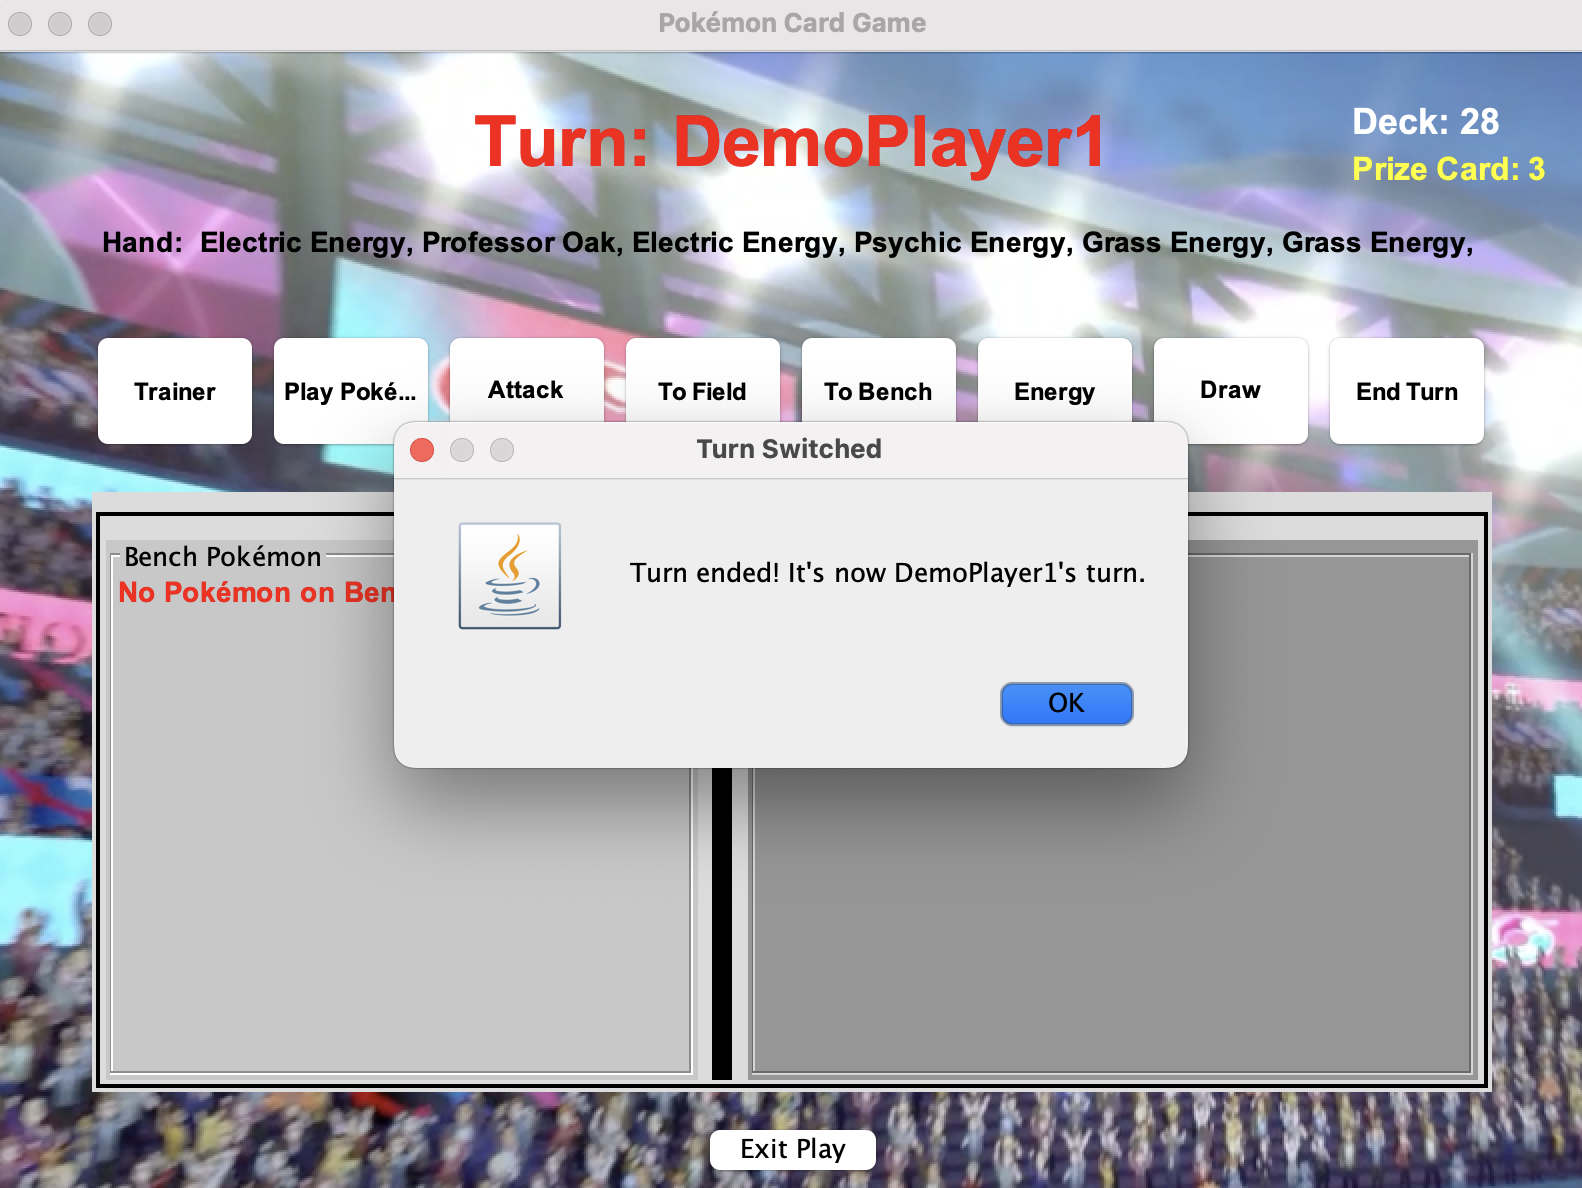 Pokémon Card Game
Turn: DemoPlayer1
Deck: 28
Prize Card: 3
Hand: Electric Energy, Professor Oak, Electric Energy, Psychic Energy, Grass Energy, Grass Energy,
Trainer
Play Poké...
Attack
To Field
To Bench
Energy
Draw
End Turn
Turn Switched
Turn ended! It's now DemoPlayer1's turn.
OK
Bench Pokémon
No Pokémon on Ben
Exit Play